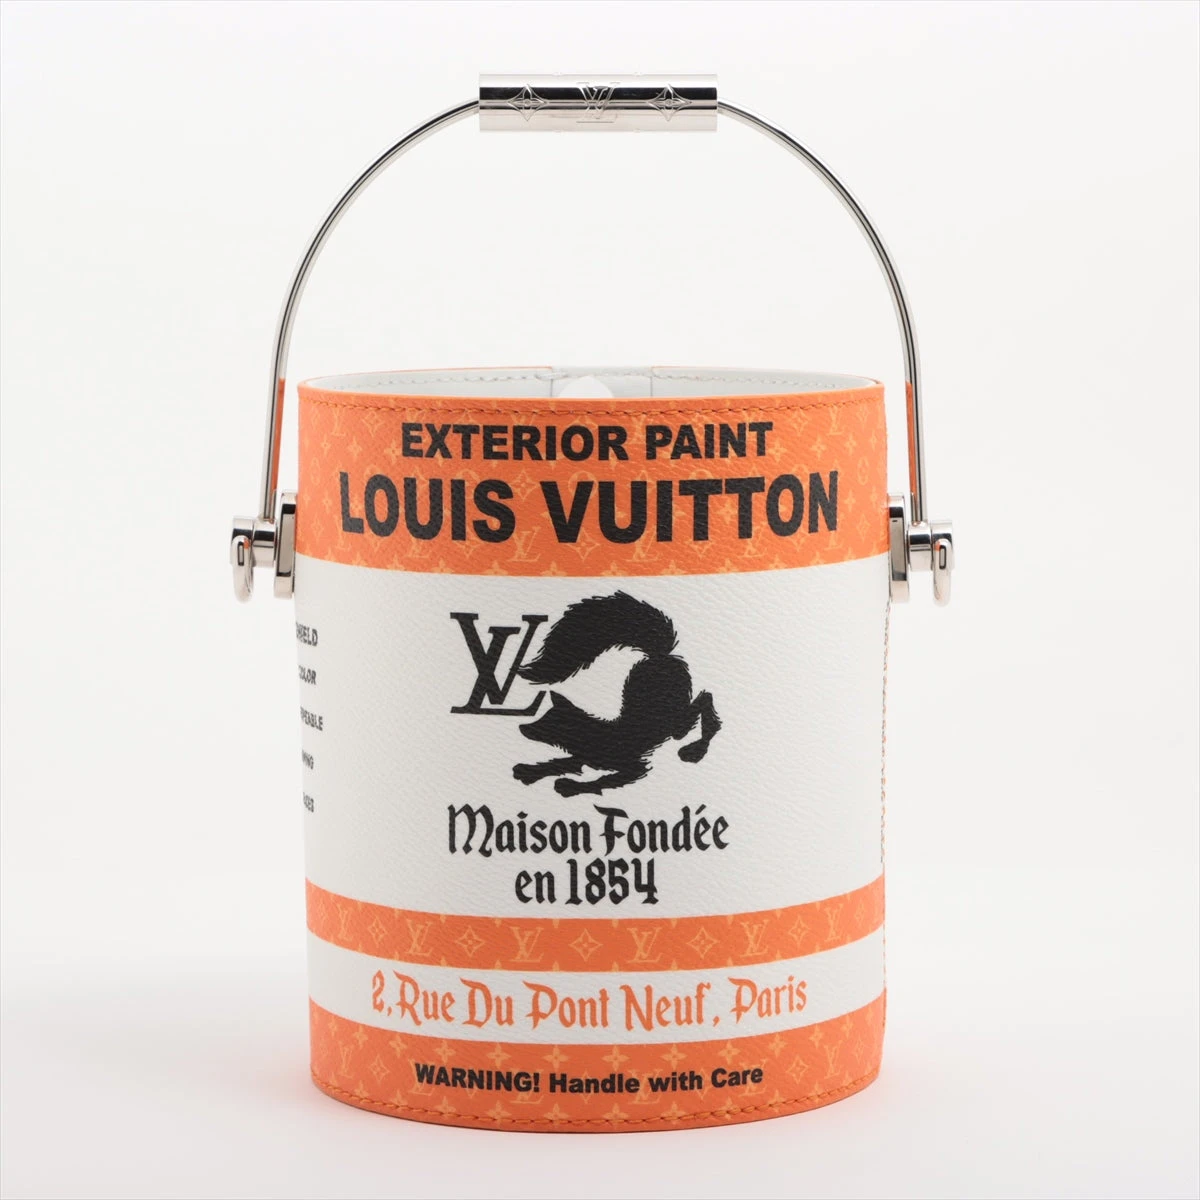 LV
EXTERIOR PAINT
LOUIS VUITTON
LV
Maison Fondée
en 1854
2, Rue Du Pont Neuf, Paris
WARNING! Handle with Care